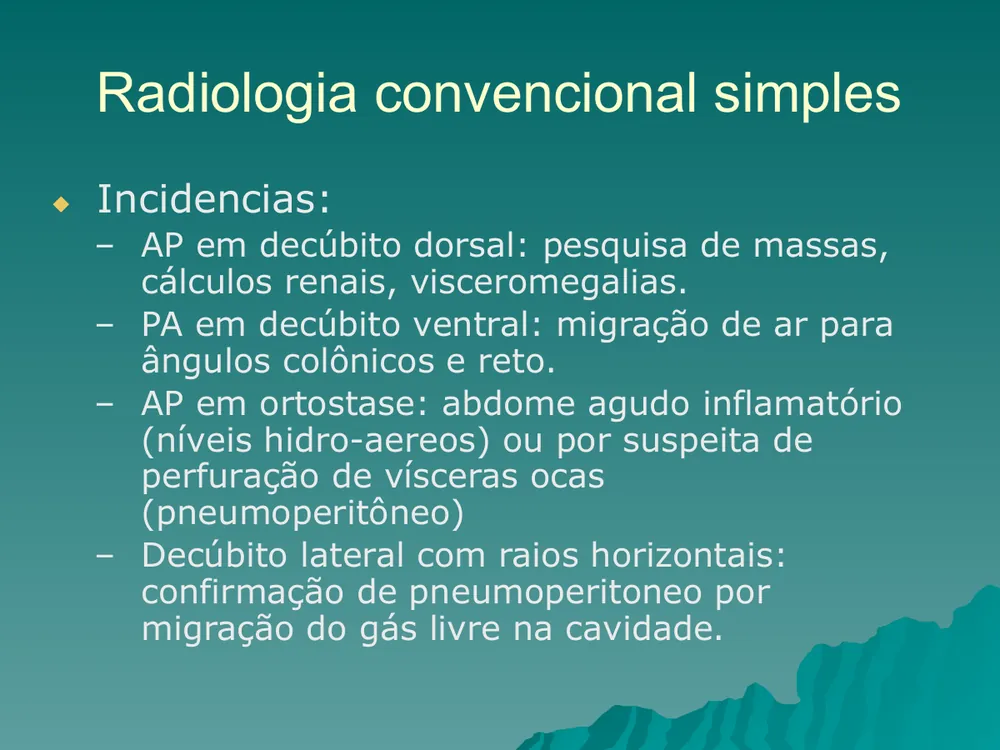 Radiologia convencional simples
Incidencias:
– AP em decúbito dorsal: pesquisa de massas,
cálculos renais, visceromegalias.
– PA em decúbito ventral: migração de ar para
ângulos colônicos e reto.
– AP em ortostase: abdome agudo inflamatório
(níveis hidro-aereos) ou por suspeita de
perfuração de vísceras ocas
(pneumoperitôneo)
– Decúbito lateral com raios horizontais:
confirmação de pneumoperitoneo por
migração do gás livre na cavidade.